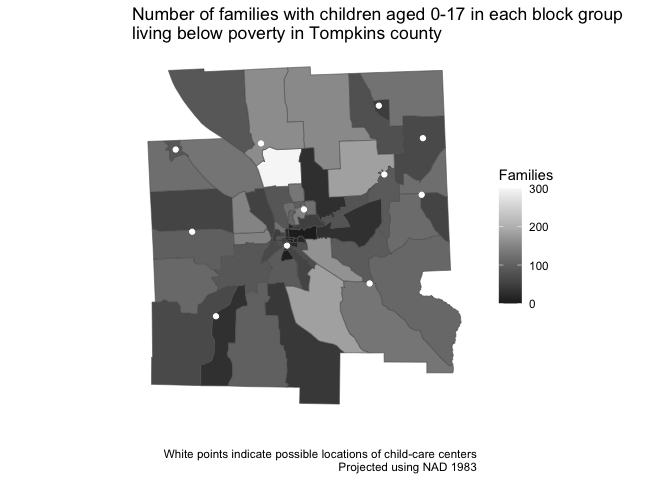 Number of families with children aged 0-17 in each block group
living below poverty in Tompkins county
Families
300
200
100
0
White points indicate possible locations of child-care centers
Projected using NAD 1983